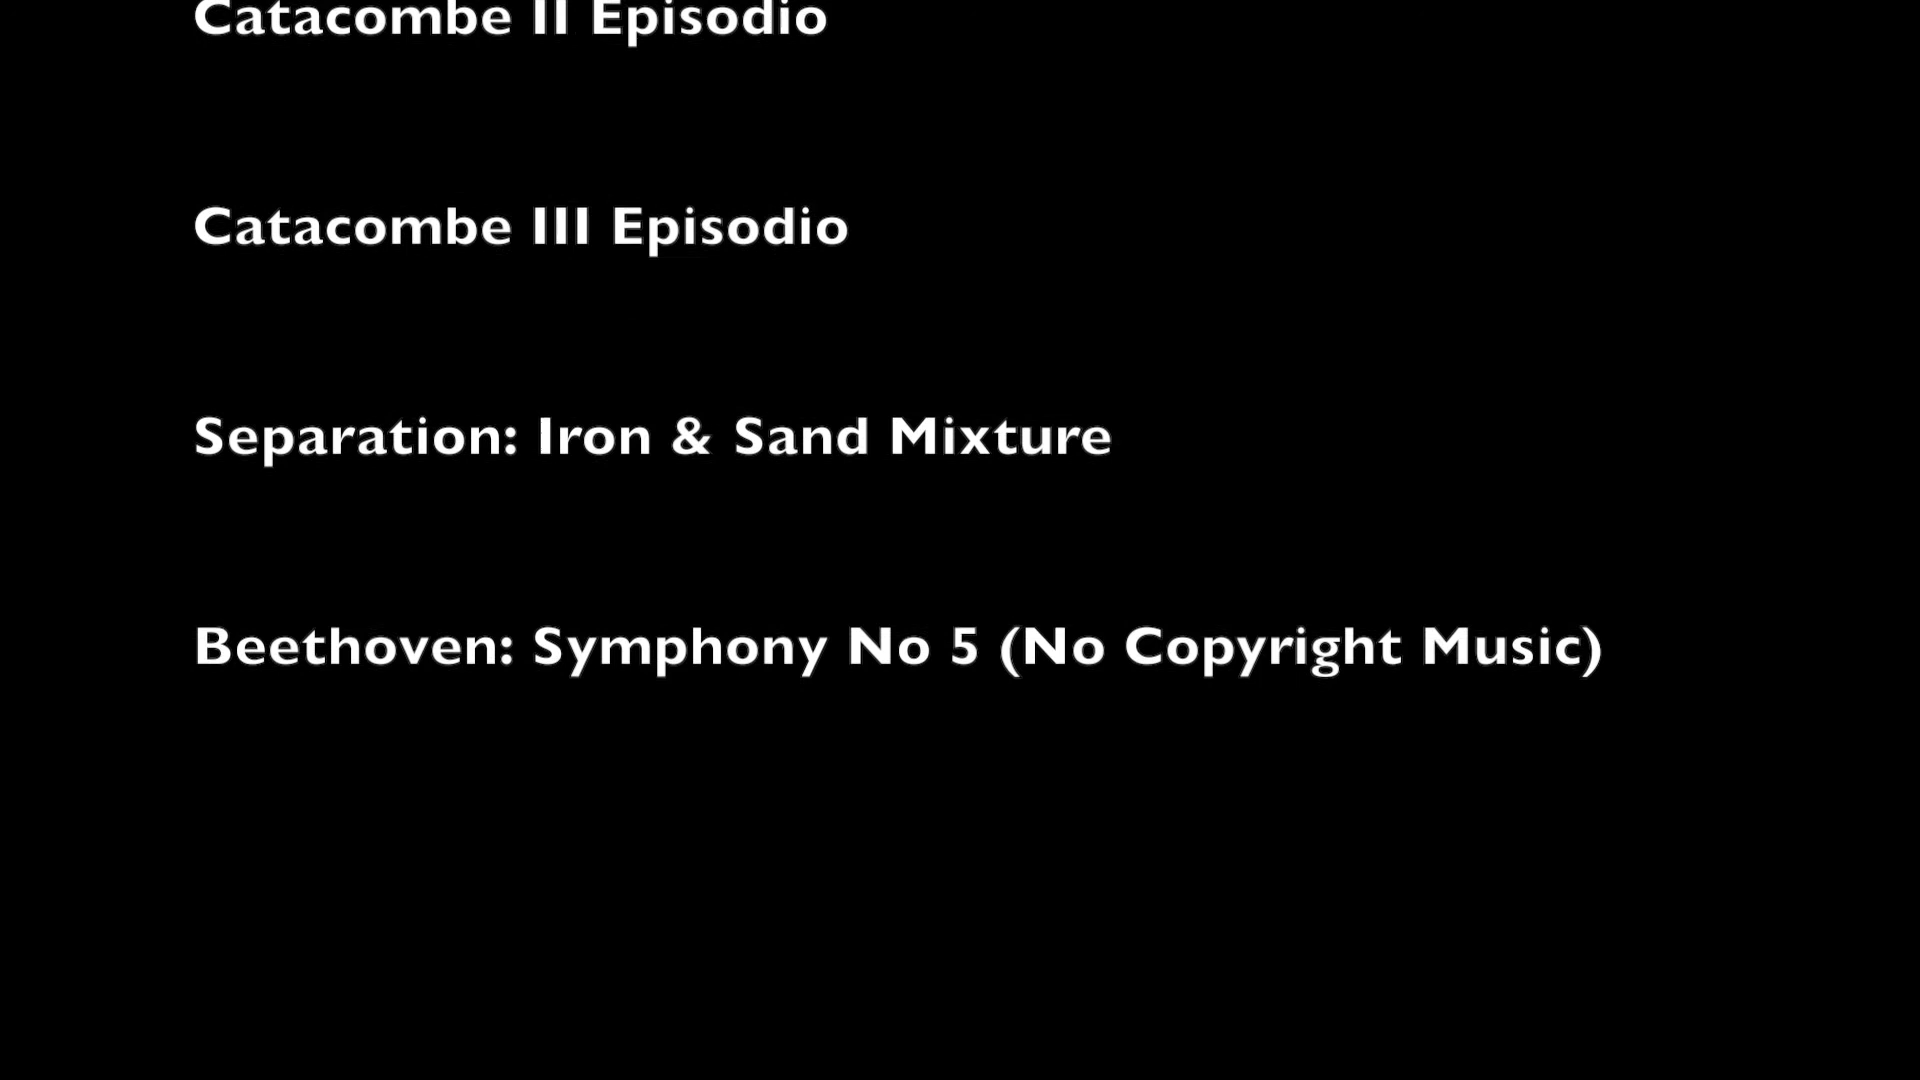 Catacombe II Episodio
Catacombe III Episodio
Separation: Iron & Sand Mixture
Beethoven: Symphony No 5 (No Copyright Music)